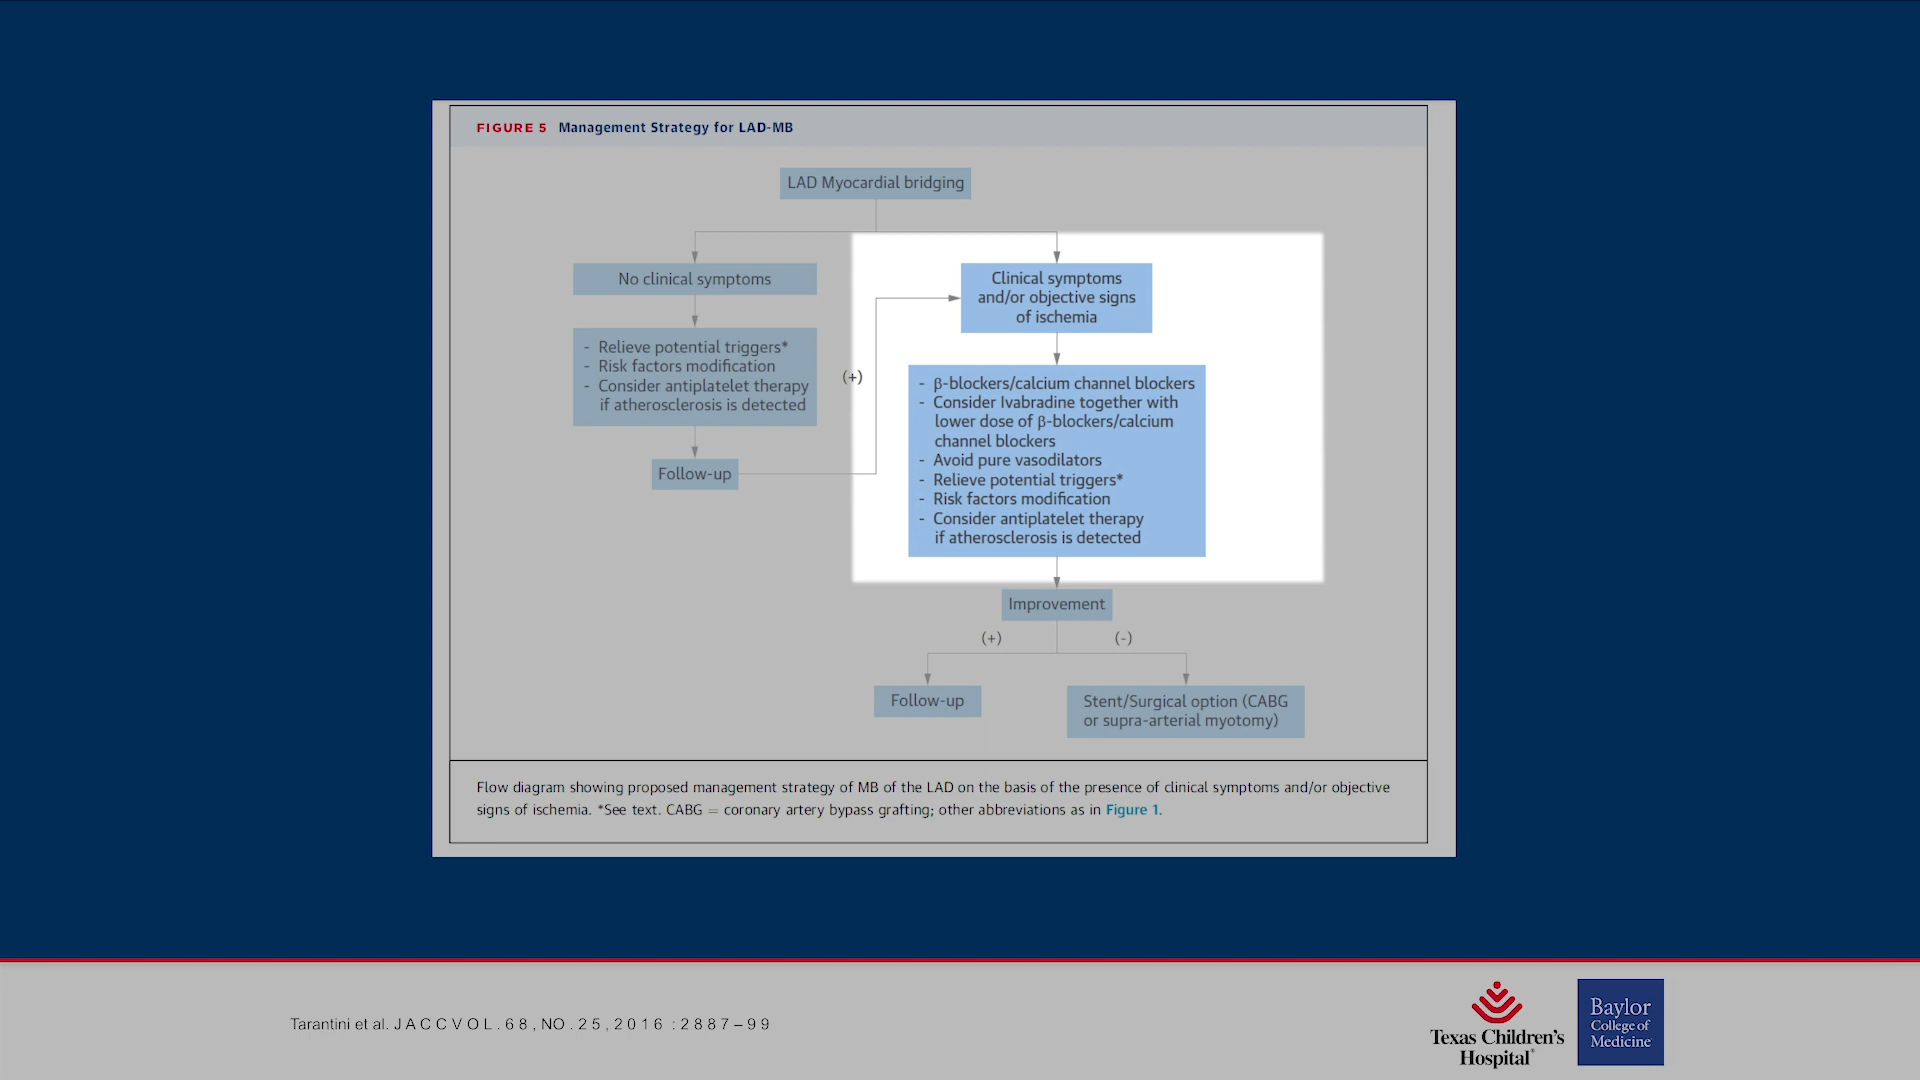 FIGURE 5 Management Strategy for LAD-MB
LAD Myocardial bridging
No clinical symptoms
- Relieve potential triggers*
- Risk factors modification
- Consider antiplatelet therapy
if atherosclerosis is detected
Follow-up
(+)
Clinical symptoms
and/or objective signs
of ischemia
- β-blockers/calcium channel blockers
- Consider Ivabradine together with
lower dose of β-blockers/calcium
channel blockers
- Avoid pure vasodilators
- Relieve potential triggers*
- Risk factors modification
- Consider antiplatelet therapy
if atherosclerosis is detected
Improvement
(+) (-)
Follow-up
Stent/Surgical option (CABG
or supra-arterial myotomy)
Flow diagram showing proposed management strategy of MB of the LAD on the basis of the presence of clinical symptoms and/or objective
signs of ischemia. *See text. CABG = coronary artery bypass grafting; other abbreviations as in Figure 1.
Tarantini et al. J A C C V O L . 6 8 , N O . 2 5 , 2 0 1 6 : 2 8 8 7 – 9 9
Texas Children's
Hospital®
Baylor
College of
Medicine